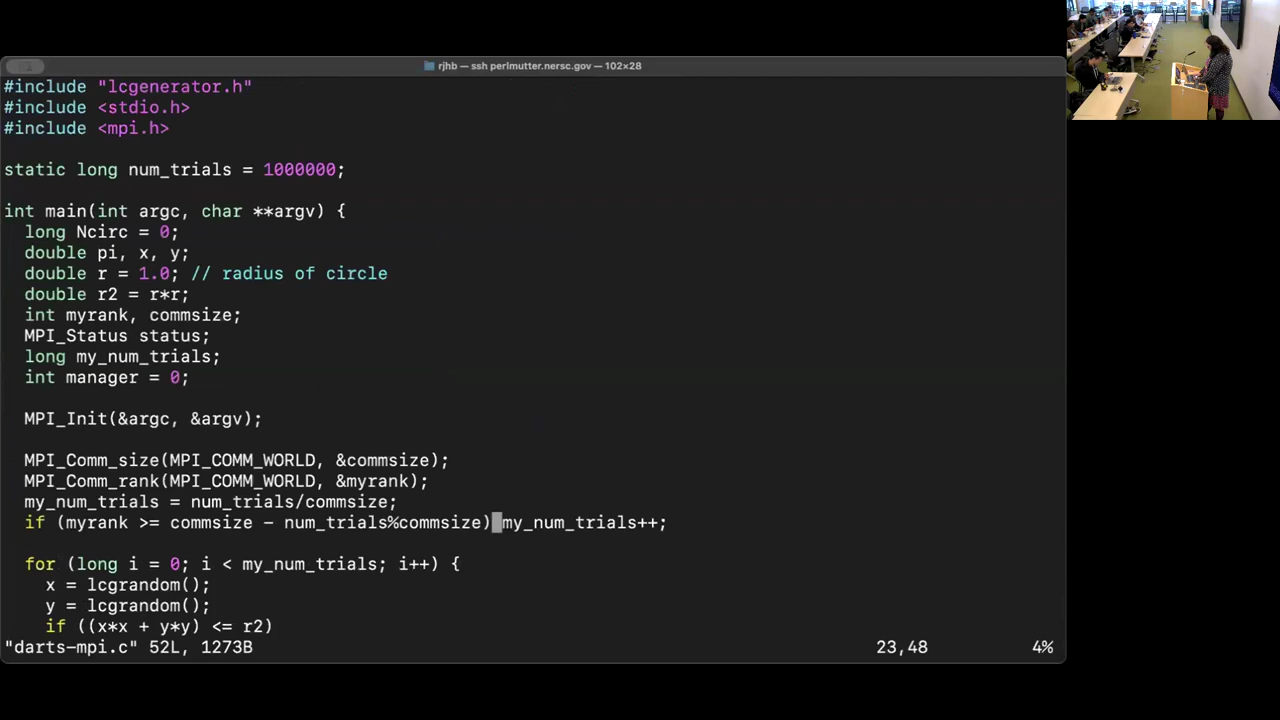 rjhb — ssh perlmutter.nersc.gov — 102×28
#include "lcgenerator.h"
#include <stdio.h>
#include <mpi.h>
static long num_trials = 1000000;
int main(int argc, char **argv) {
long Ncirc = 0;
double pi, x, y;
double r = 1.0; // radius of circle
double r2 = r*r;
int myrank, commsize;
MPI_Status status;
long my_num_trials;
int manager = 0;
MPI_Init(&argc, &argv);
MPI_Comm_size(MPI_COMM_WORLD, &commsize);
MPI_Comm_rank(MPI_COMM_WORLD, &myrank);
my_num_trials = num_trials/commsize;
if (myrank >= commsize - num_trials%commsize) my_num_trials++;
for (long i = 0; i < my_num_trials; i++) {
x = lcgrandom();
y = lcgrandom();
if ((x*x + y*y) <= r2)
"darts-mpi.c" 52L, 1273B 23,48 4%